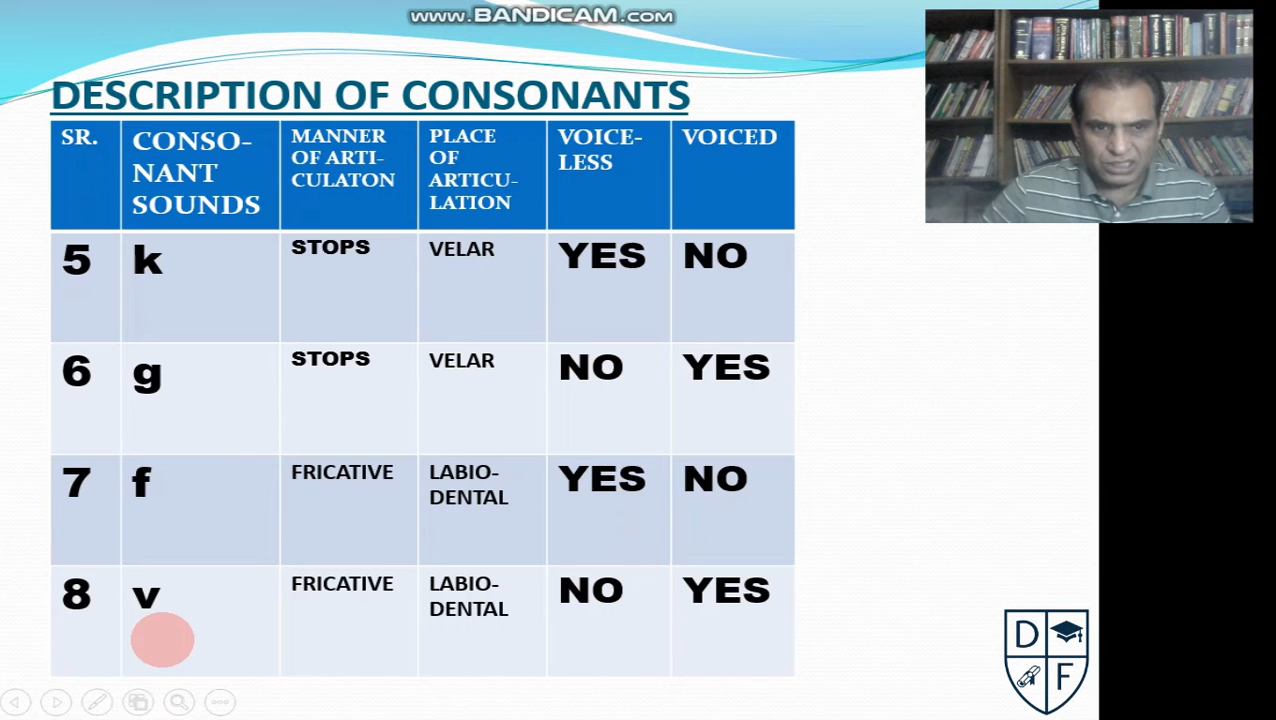 www.BANDICAM.com
DESCRIPTION OF CONSONANTS
SR.
CONSO-
NANT
SOUNDS
MANNER
OF ARTI-
CULATON
PLACE
OF
ARTICU-
LATION
VOICE-
LESS
VOICED
5
k
STOPS
VELAR
YES
NO
6
g
STOPS
VELAR
NO
YES
7
f
FRICATIVE
LABIO-
DENTAL
YES
NO
8
v
FRICATIVE
LABIO-
DENTAL
NO
YES
D
F